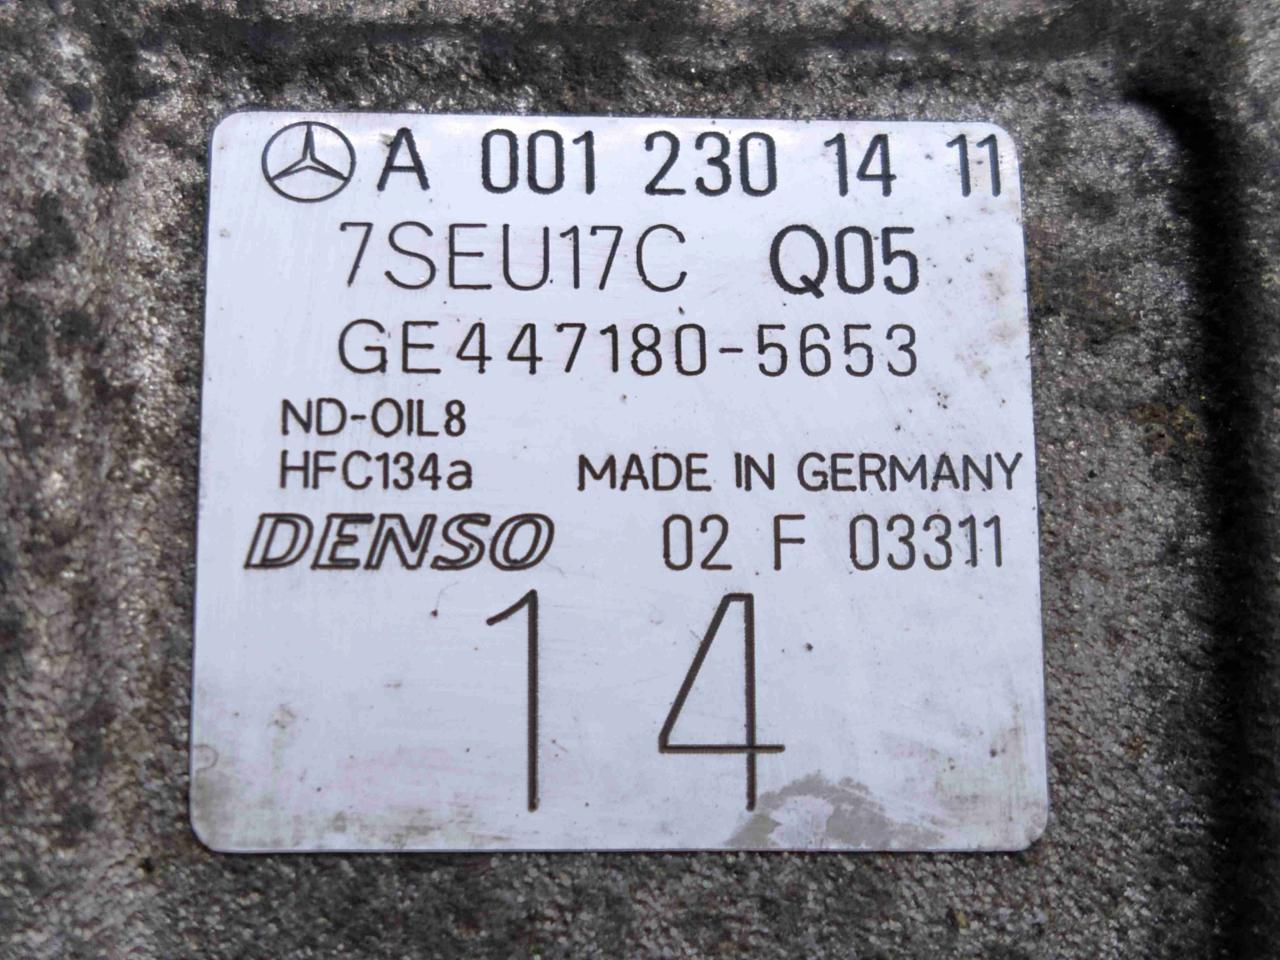 A 001 230 14 11
7SEU17C Q05
GE447180-5653
ND-OIL8
HFC134a MADE IN GERMANY
DENSO 02 F 03311
14